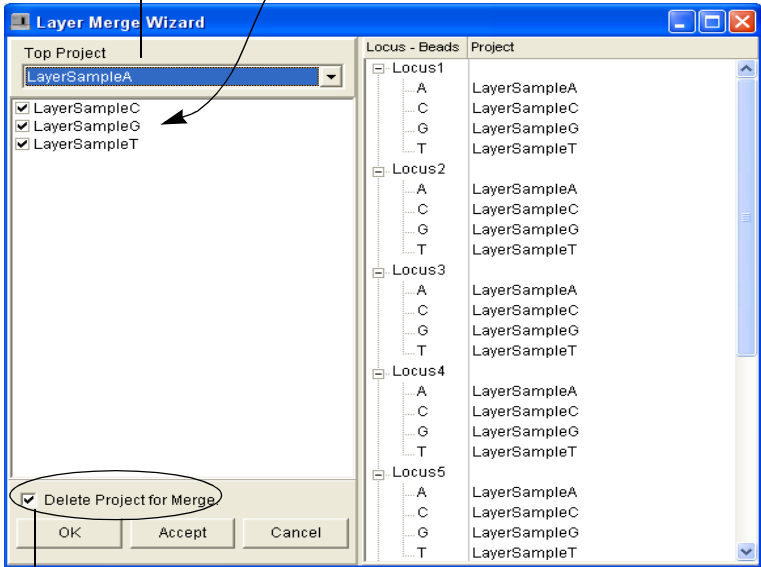 Layer Merge Wizard
Top Project
LayerSampleA
LayerSampleC
LayerSampleG
LayerSampleT
Delete Project for Merge.
OK Accept Cancel
Locus - Beads Project
Locus1
A LayerSampleA
C LayerSampleC
G LayerSampleG
T LayerSampleT
Locus2
A LayerSampleA
C LayerSampleC
G LayerSampleG
T LayerSampleT
Locus3
A LayerSampleA
C LayerSampleC
G LayerSampleG
T LayerSampleT
Locus4
A LayerSampleA
C LayerSampleC
G LayerSampleG
T LayerSampleT
Locus5
A LayerSampleA
C LayerSampleC
G LayerSampleG
T LayerSampleT